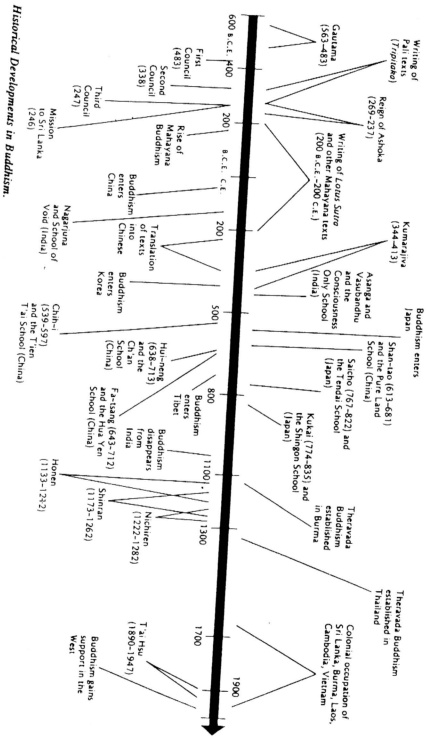 Writing of
Pali texts
(Tripitaka)
Gautama
(563–483)
Reign of Ashoka
(269–237)
Writing of Lotus Sutra
and other Mahayana texts
(200 B.C.E.–200 C.E.)
Kumarajiva
(344–413)
Asanga and
Vasubandhu
and the
Consciousness
Only School
(India)
Buddhism enters
Japan
Shan-tao (613–681)
and the Pure Land
School (China)
Saicho (767–822) and
the Tendai School
(Japan)
Kukai (774–835) and
the Shingon School
(Japan)
Theravada
Buddhism
established
in Burma
Theravada Buddhism
established in
Thailand
Colonial occupation of
Sri Lanka, Burma, Laos,
Cambodia, Vietnam
600 B.C.E.
400
200
B.C.E. C.E.
200
500
800
1100
1300
1700
1900
First
Council
(483)
Second
Council
(338)
Third
Council
(247)
Mission
to Sri Lanka
(246)
Rise of
Mahayana
Buddhism
Buddhism
enters
China
Nagarjuna
and School of
Void (India)
Translation
of texts
into
Chinese
Buddhism
enters
Korea
Chih-i
(539–597)
and the T'ien
T'ai School (China)
Hui-neng
(638–713)
and the
Ch'an
School
(China)
Fa-tsang (643–712)
and the Hua Yen
School (China)
Buddhism
enters
Tibet
Buddhism
disappears
from
India
Honen
(1133–1212)
Shinran
(1173–1262)
Nichiren
(1222–1282)
T'ai Hsu
(1890–1947)
Buddhism gains
support in the
West
Historical Developments in Buddhism.